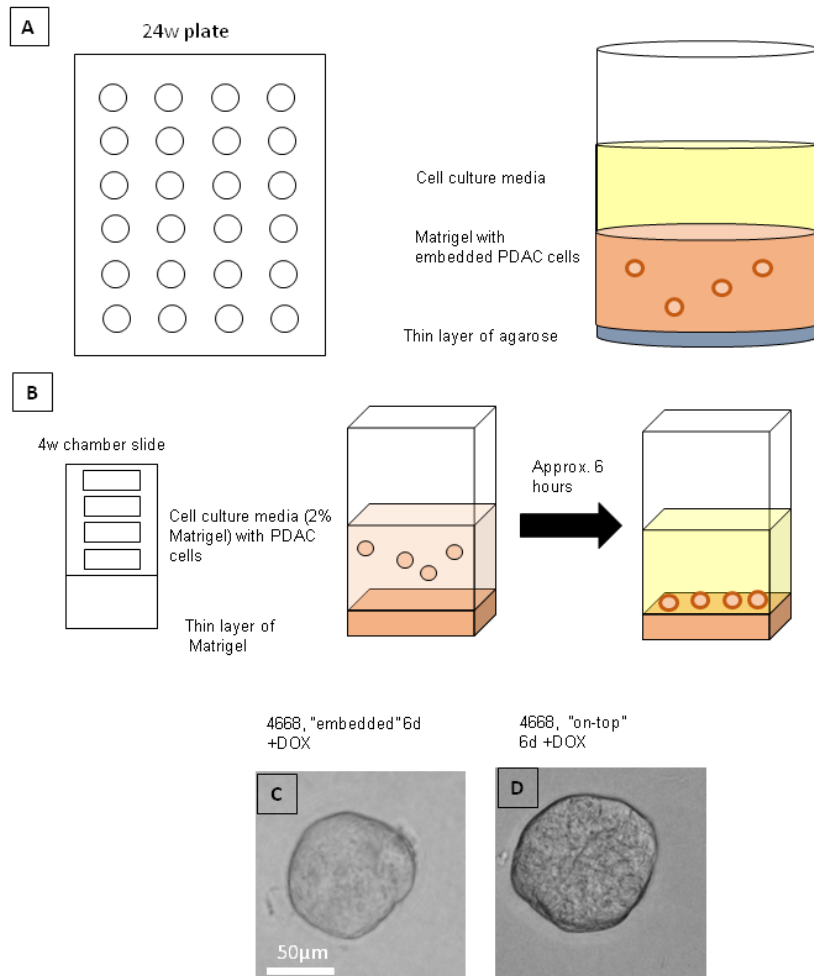 A
24w plate
Cell culture media
Matrigel with
embedded PDAC cells
Thin layer of agarose
B
4w chamber slide
Cell culture media (2%
Matrigel) with PDAC
cells
Thin layer of
Matrigel
Approx. 6
hours
4668, "embedded" 6d
+DOX
4668, "on-top"
6d +DOX
C
D
50µm